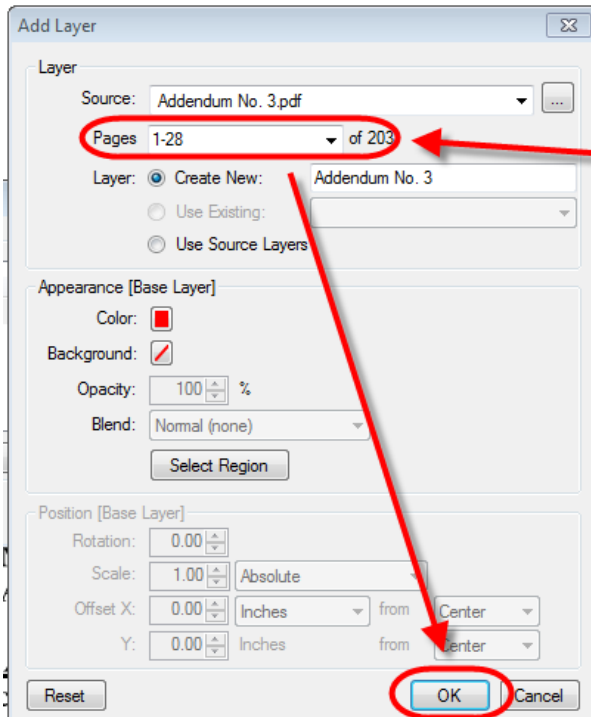 Add Layer
Layer
Source: Addendum No. 3.pdf ...
Pages 1-28 of 203
Layer: Create New: Addendum No. 3
Use Existing:
Use Source Layers
Appearance [Base Layer]
Color:
Background:
Opacity: 100 %
Blend: Normal (none)
Select Region
Position [Base Layer]
Rotation: 0.00
Scale: 1.00 Absolute
Offset X: 0.00 Inches from Center
Y: 0.00 Inches from Center
Reset OK Cancel